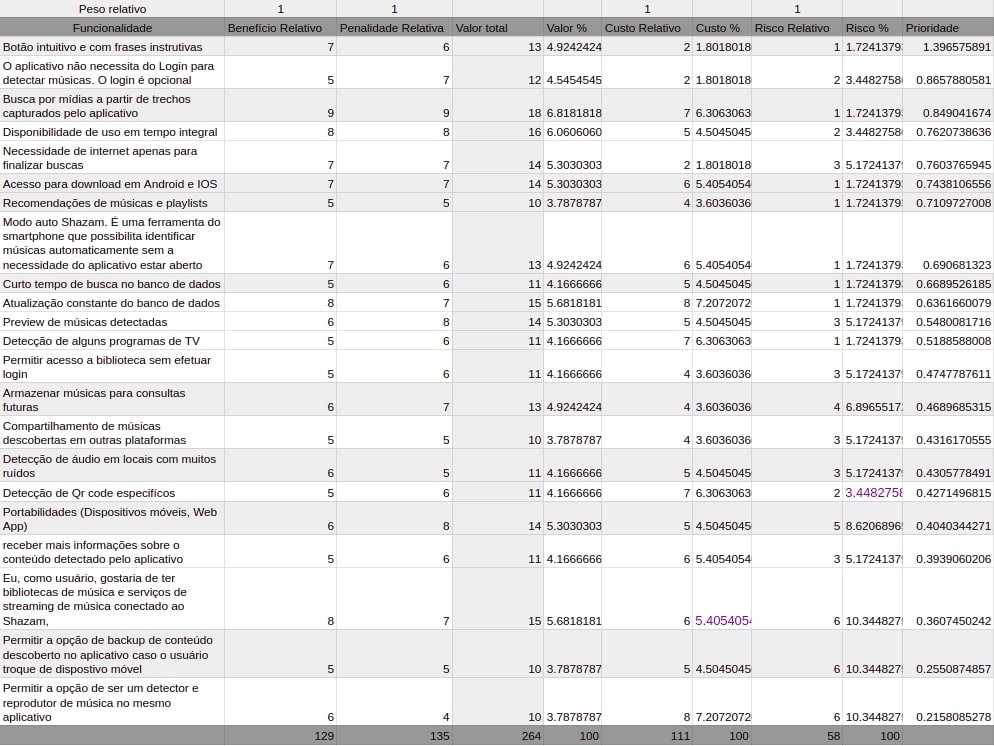 Peso relativo 1 1 1 1
Funcionalidade Benefício Relativo Penalidade Relativa Valor total Valor % Custo Relativo Custo % Risco Relativo Risco % Prioridade
Botão intuitivo e com frases instrutivas 7 6 13 4.9242424 2 1.8018018 1 1.7241379 1.396575891
O aplicativo não necessita do Login para
detectar músicas. O login é opcional 5 7 12 4.5454545 2 1.8018018 2 3.448275 0.8657880581
Busca por mídias a partir de trechos
capturados pelo aplicativo 9 9 18 6.8181818 7 6.3063063 1 1.7241379 0.849041674
Disponibilidade de uso em tempo integral 8 8 16 6.0606060 5 4.5045045 2 3.448275 0.7620738636
Necessidade de internet apenas para
finalizar buscas 7 7 14 5.3030303 2 1.8018018 3 5.1724137 0.7603765945
Acesso para download em Android e IOS 7 7 14 5.3030303 6 5.4054054 1 1.7241379 0.7438106556
Recomendações de músicas e playlists 5 5 10 3.7878787 4 3.6036036 1 1.7241379 0.7109727008
Modo auto Shazam. É uma ferramenta do
smartphone que possibilita identificar
músicas automaticamente sem a
necessidade do aplicativo estar aberto 7 6 13 4.9242424 6 5.4054054 1 1.7241379 0.690681323
Curto tempo de busca no banco de dados 5 6 11 4.1666666 5 4.5045045 1 1.7241379 0.6689526185
Atualização constante do banco de dados 8 7 15 5.6818181 8 7.2072072 1 1.7241379 0.6361660079
Preview de músicas detectadas 6 8 14 5.3030303 5 4.5045045 3 5.1724137 0.5480081716
Detecção de alguns programas de TV 5 6 11 4.1666666 7 6.3063063 1 1.7241379 0.5188588008
Permitir acesso a biblioteca sem efetuar
login 5 6 11 4.1666666 4 3.6036036 3 5.1724137 0.4747787611
Armazenar músicas para consultas
futuras 6 7 13 4.9242424 4 3.6036036 4 6.8965517 0.4689685315
Compartilhamento de músicas
descobertas em outras plataformas 5 5 10 3.7878787 4 3.6036036 3 5.1724137 0.4316170555
Detecção de áudio em locais com muitos
ruídos 6 5 11 4.1666666 5 4.5045045 3 5.1724137 0.4305778491
Detecção de Qr code especifícos 5 6 11 4.1666666 7 6.3063063 2 3.4482758 0.4271496815
Portabilidades (Dispositivos móveis, Web
App) 6 8 14 5.3030303 5 4.5045045 5 8.6206896 0.4040344271
receber mais informações sobre o
conteúdo detectado pelo aplicativo 5 6 11 4.1666666 6 5.4054054 3 5.1724137 0.3939060206
Eu, como usuário, gostaria de ter
bibliotecas de música e serviços de
streaming de música conectado ao
Shazam, 8 7 15 5.6818181 6 5.405405 6 10.344827 0.3607450242
Permitir a opção de backup de conteúdo
descoberto no aplicativo caso o usuário
troque de dispostivo móvel 5 5 10 3.7878787 5 4.5045045 6 10.344827 0.2550874857
Permitir a opção de ser um detector e
reprodutor de música no mesmo
aplicativo 6 4 10 3.7878787 8 7.2072072 6 10.344827 0.2158085278
129 135 264 100 111 100 58 100